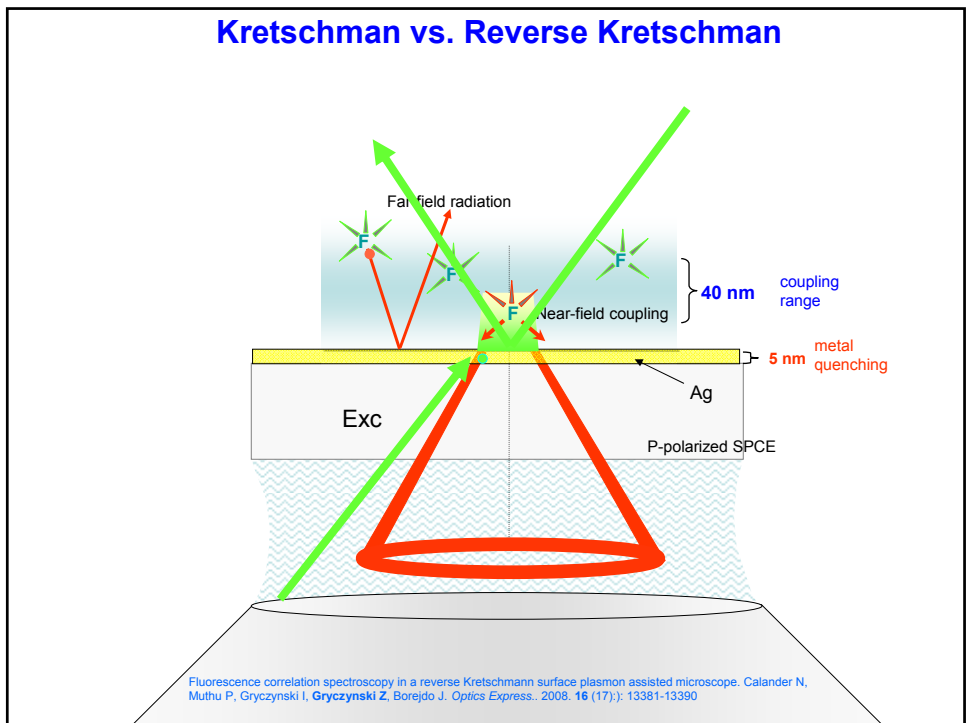 Kretschman vs. Reverse Kretschman
Far-field radiation
F
F
F
F
Near-field coupling
40 nm
coupling
range
5 nm
metal
quenching
Ag
Exc
P-polarized SPCE
Fluorescence correlation spectroscopy in a reverse Kretschmann surface plasmon assisted microscope. Calander N,
Muthu P, Gryczynski I, Gryczynski Z, Borejdo J. Optics Express.. 2008. 16 (17):): 13381-13390